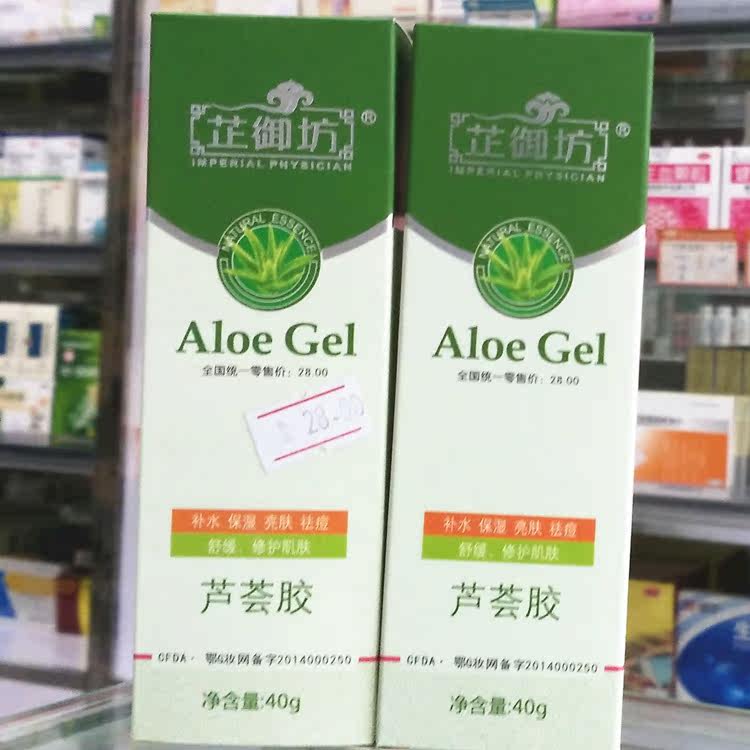 芷御坊®
IMPERIAL PHYSICIAN
NATURAL ESSENCE
Aloe Gel
全国统一零售价：28.00
28.00
补水 保湿 亮肤 祛痘
舒缓、修护肌肤
芦荟胶
CFDA· 鄂G妆网备字2014000250
净含量:40g
芷御坊®
IMPERIAL PHYSICIAN
NATURAL ESSENCE
Aloe Gel
全国统一零售价：28.00
补水 保湿 亮肤 祛痘
舒缓、修护肌肤
芦荟胶
CFDA· 鄂G妆网备字2014000250
净含量:40g